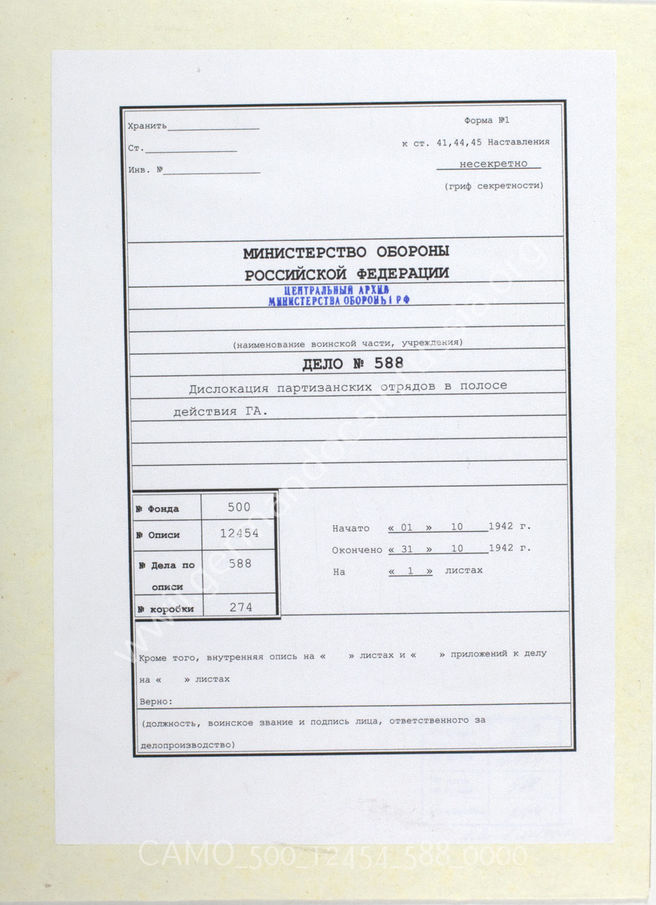 Хранить
Форма №1
Ст.
к ст. 41,44,45 Наставления
Инв. №
несекретно
(гриф секретности)
МИНИСТЕРСТВО ОБОРОНЫ
РОССИЙСКОЙ ФЕДЕРАЦИИ
ЦЕНТРАЛЬНЫЙ АРХИВ
МИНИСТЕРСТВА ОБОРОНЫ РФ
(наименование воинской части, учреждения)
ДЕЛО № 588
Дислокация партизанских отрядов в полосе
действия ГА.
№ Фонда 500
№ Описи 12454
№ Дела по описи 588
№ коробки 274
Начато « 01 » 10 1942 г.
Окончено « 31 » 10 1942 г.
На « 1 » листах
Кроме того, внутренняя опись на « » листах и « » приложений к делу
на « » листах
Верно:
(должность, воинское звание и подпись лица, ответственного за
делопроизводство)
CAMO_500_12454_588_0000